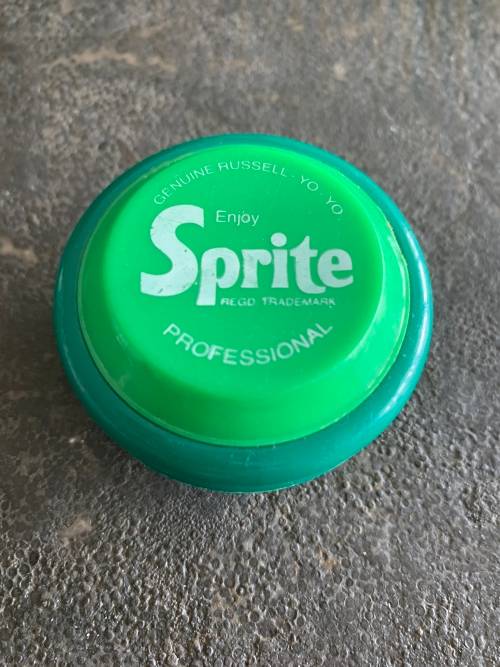 GENUINE RUSSELL · YO · YO
Enjoy
Sprite
REGD TRADEMARK
PROFESSIONAL